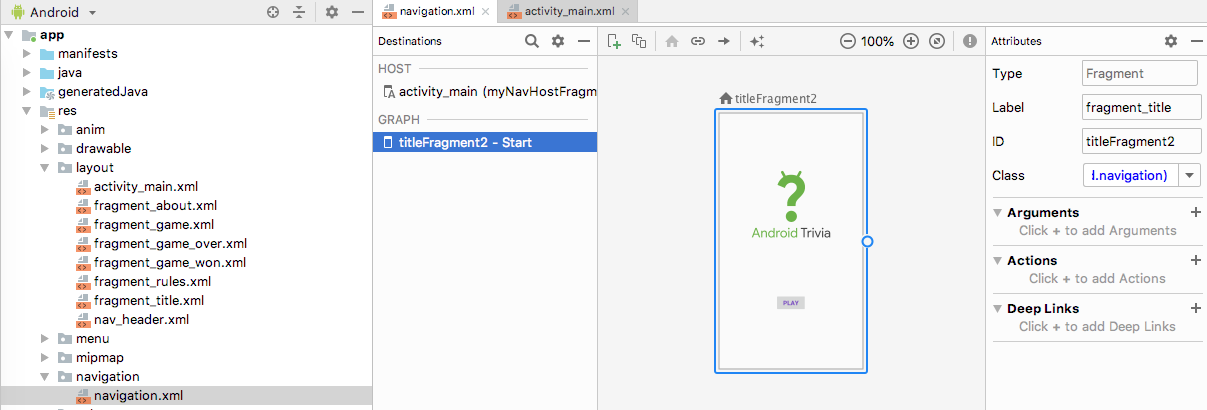 Android
app
manifests
java
generatedJava
res
anim
drawable
layout
activity_main.xml
fragment_about.xml
fragment_game.xml
fragment_game_over.xml
fragment_game_won.xml
fragment_rules.xml
fragment_title.xml
nav_header.xml
menu
mipmap
navigation
navigation.xml
navigation.xml
activity_main.xml
Destinations
HOST
activity_main (myNavHostFragm
GRAPH
titleFragment2 - Start
100%
titleFragment2
?
Android Trivia
PLAY
Attributes
Type Fragment
Label fragment_title
ID titleFragment2
Class .navigation)
Arguments
Click + to add Arguments
Actions
Click + to add Actions
Deep Links
Click + to add Deep Links